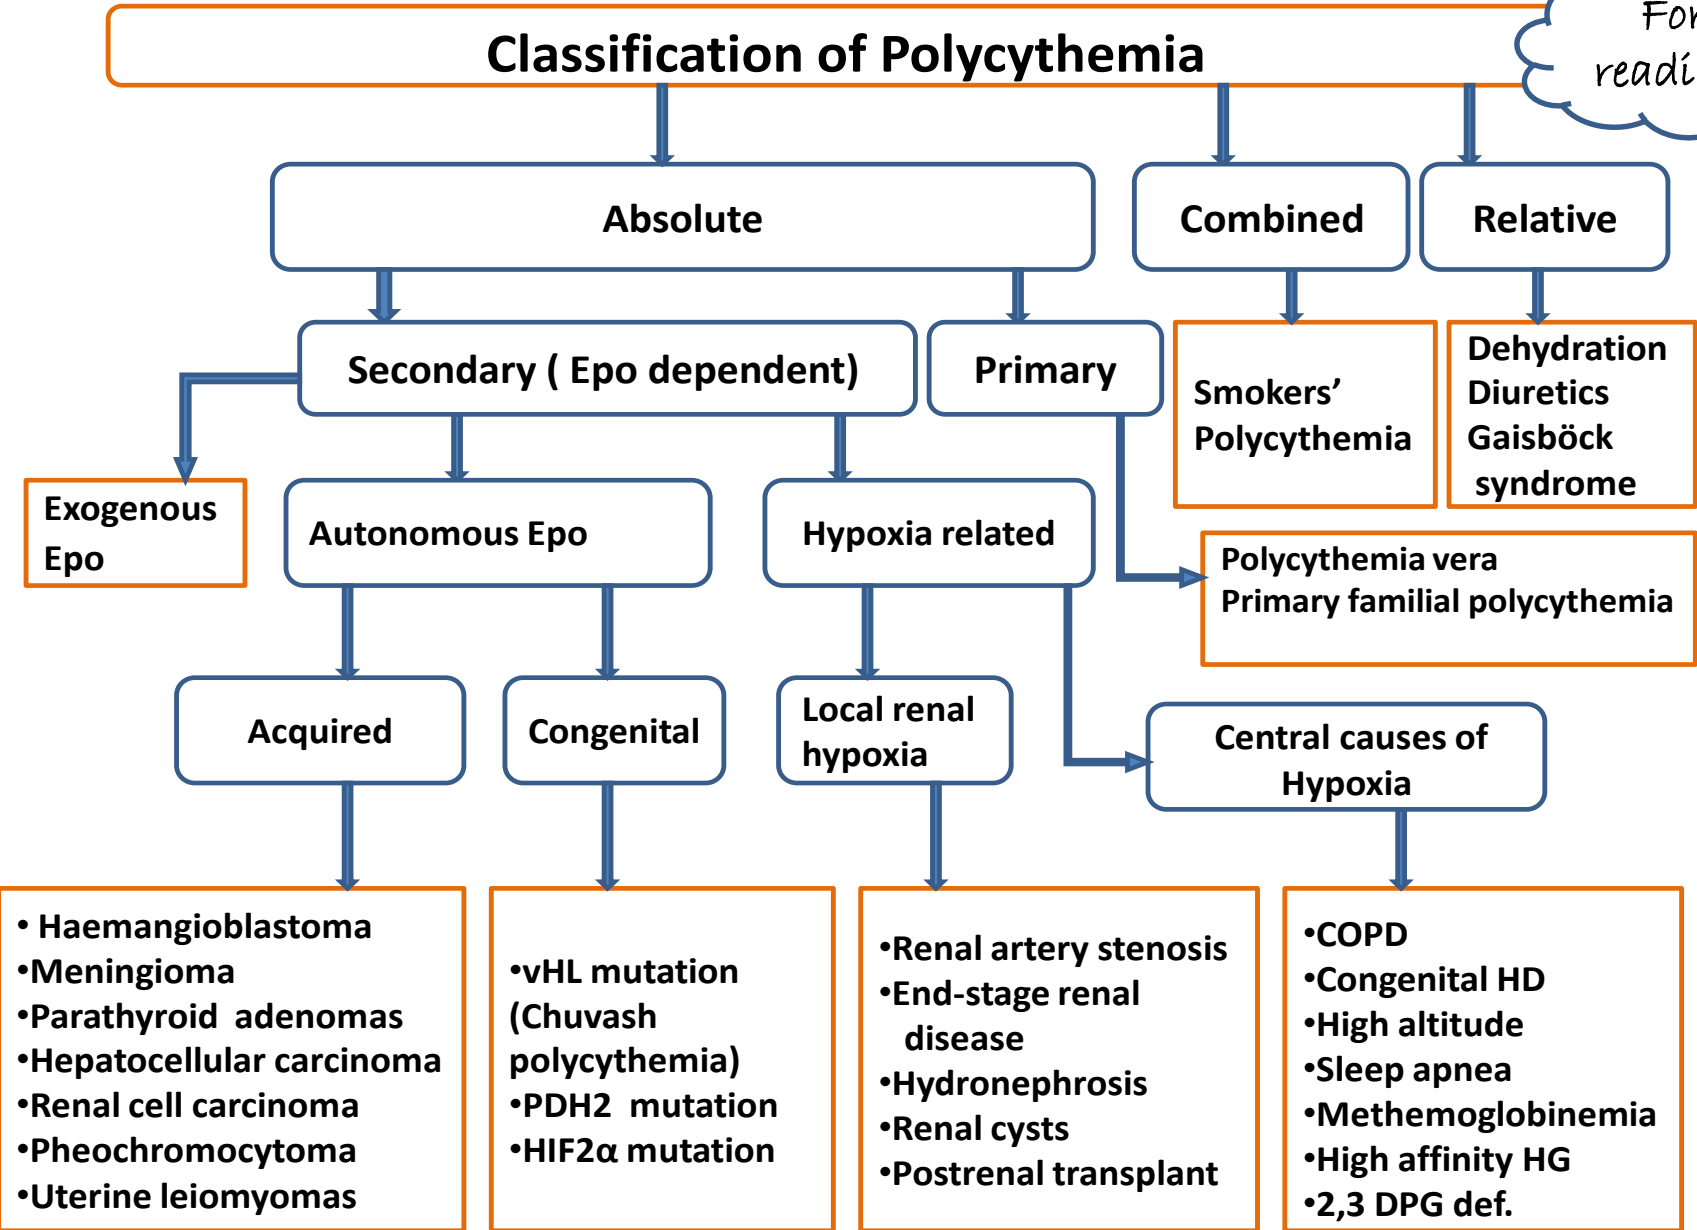 Classification of Polycythemia
Absolute
Combined
Relative
Secondary ( Epo dependent)
Primary
Smokers’
Polycythemia
Dehydration
Diuretics
Gaisböck
syndrome
Exogenous
Epo
Autonomous Epo
Hypoxia related
Polycythemia vera
Primary familial polycythemia
Acquired
Congenital
Local renal
hypoxia
Central causes of
Hypoxia
• Haemangioblastoma
•Meningioma
•Parathyroid adenomas
•Hepatocellular carcinoma
•Renal cell carcinoma
•Pheochromocytoma
•Uterine leiomyomas
•vHL mutation
(Chuvash
polycythemia)
•PDH2 mutation
•HIF2α mutation
•Renal artery stenosis
•End-stage renal
disease
•Hydronephrosis
•Renal cysts
•Postrenal transplant
•COPD
•Congenital HD
•High altitude
•Sleep apnea
•Methemoglobinemia
•High affinity HG
•2,3 DPG def.